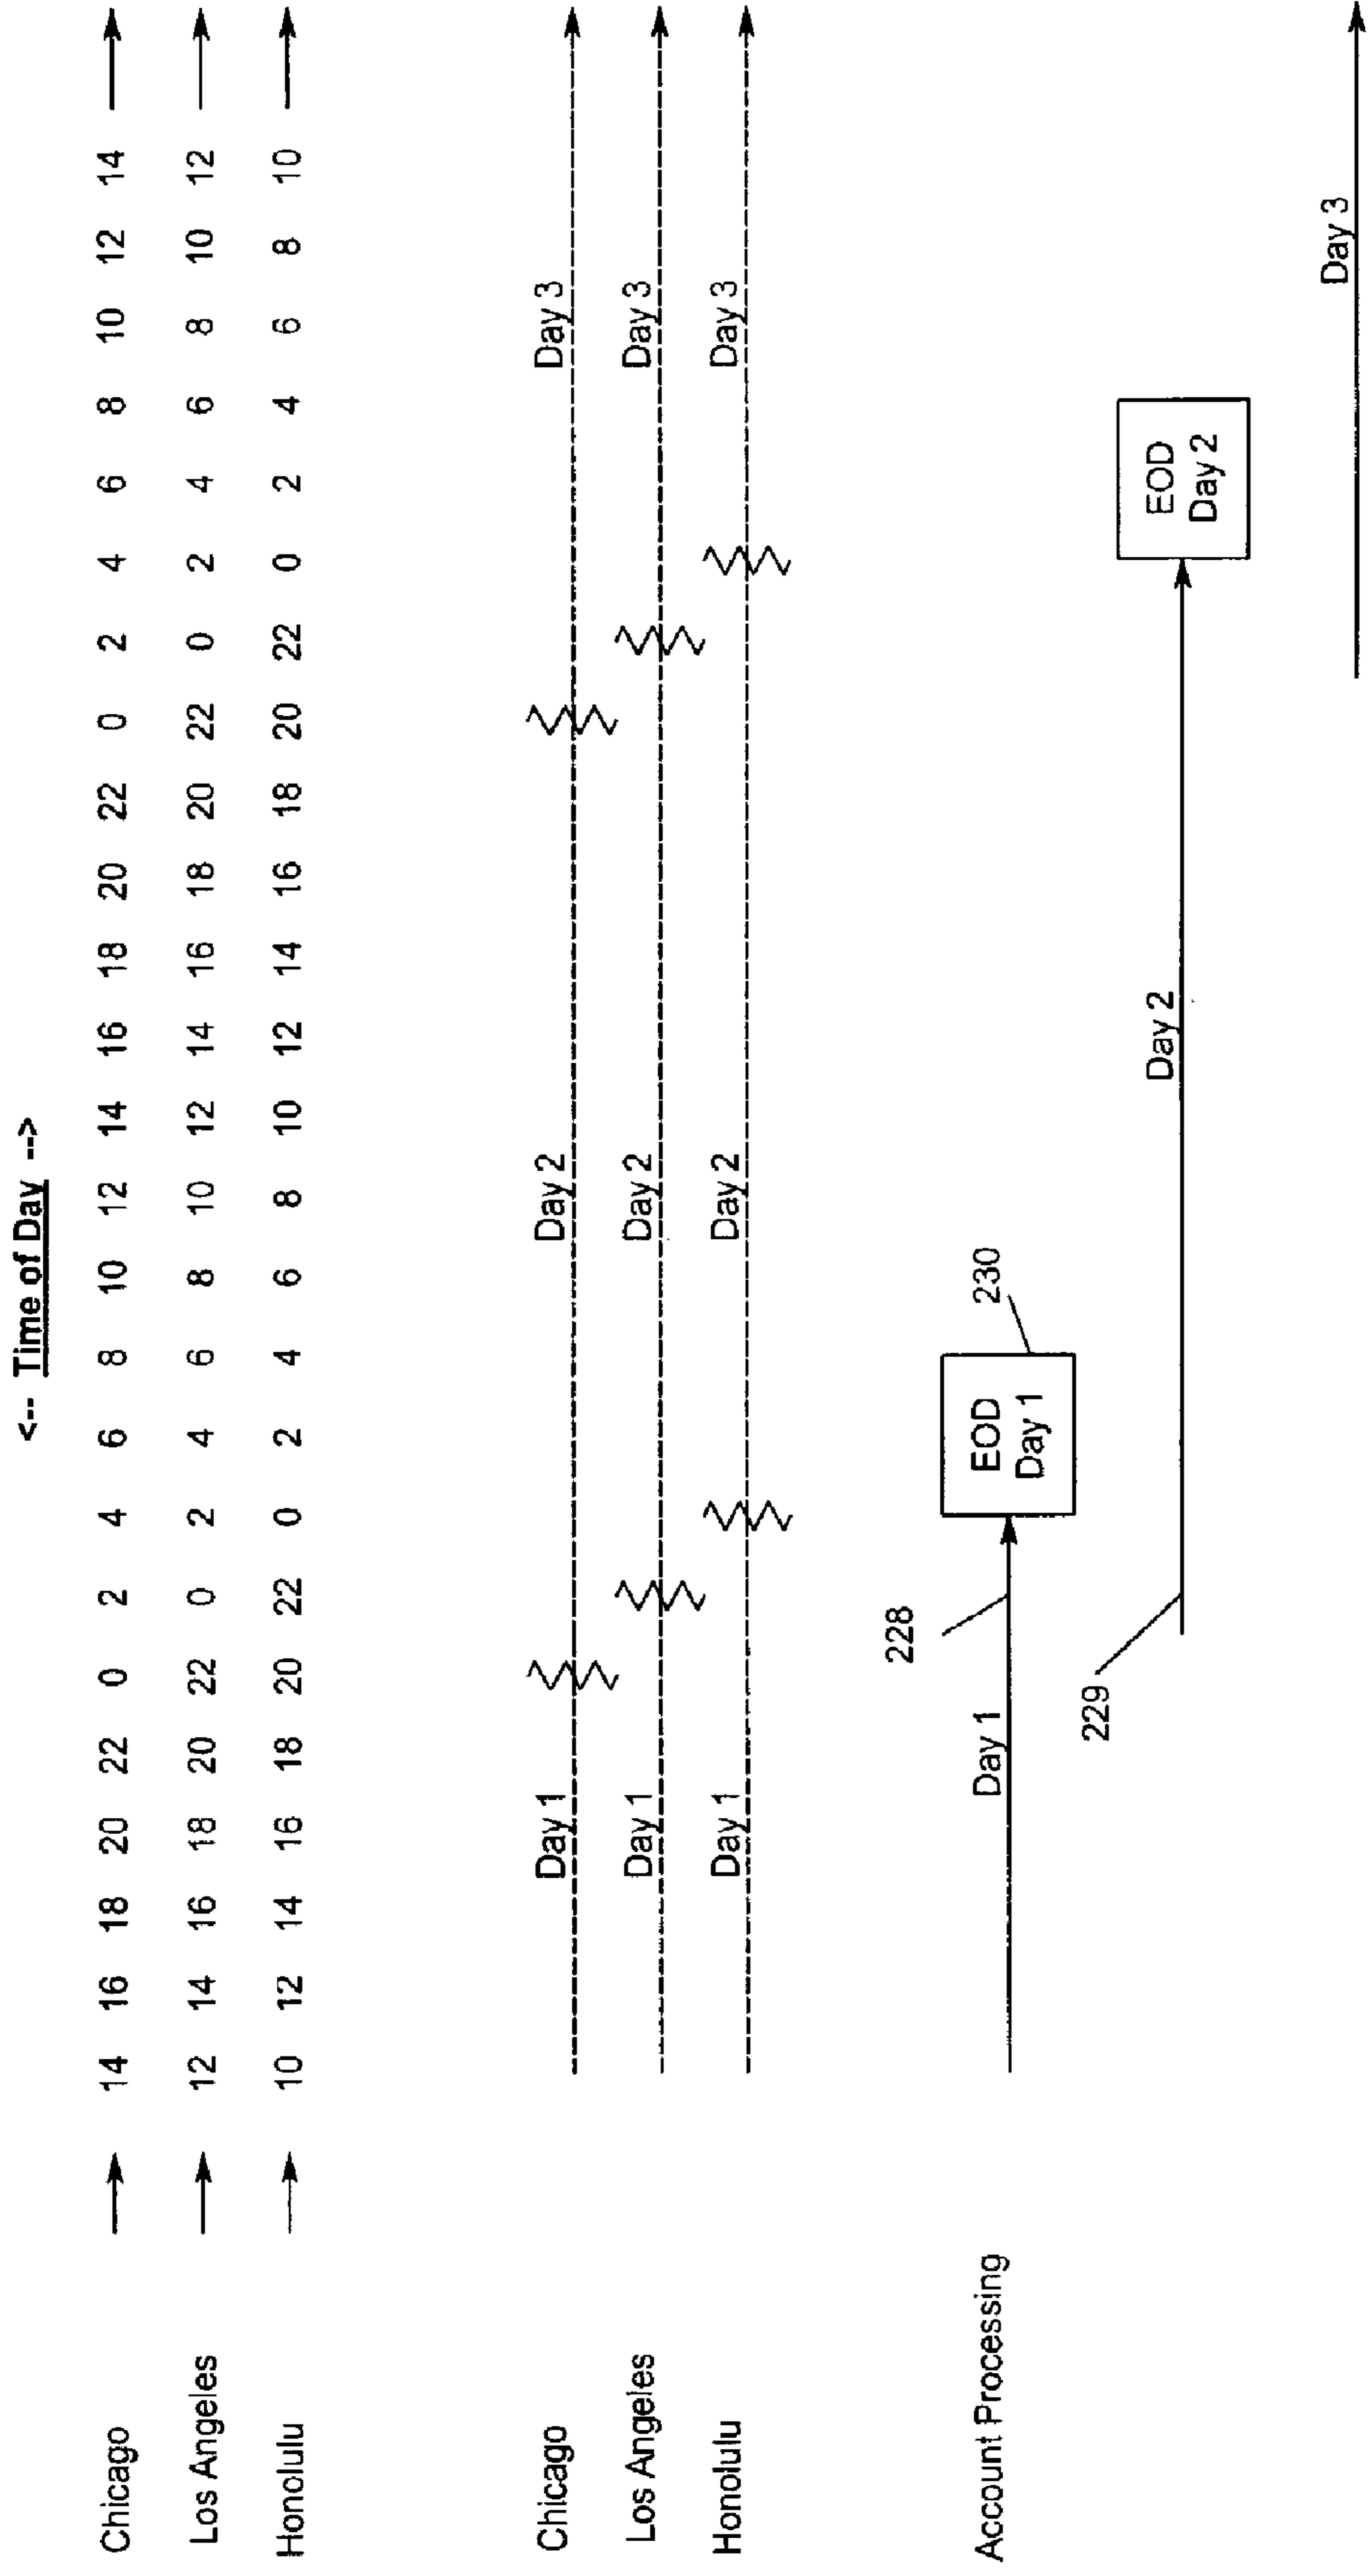 <-- Time of Day -->
Chicago 14 16 18 20 22 0 2 4 6 8 10 12 14 16 18 20 22 0 2 4 6 8 10 12 14
Los Angeles 12 14 16 18 20 22 0 2 4 6 8 10 12 14 16 18 20 22 0 2 4 6 8 10 12
Honolulu 10 12 14 16 18 20 22 0 2 4 6 8 10 12 14 16 18 20 22 0 2 4 6 8 10
Chicago Day 1 Day 2 Day 3
Los Angeles Day 1 Day 2 Day 3
Honolulu Day 1 Day 2 Day 3
228
Account Processing Day 1
EOD
Day 1
230
229
Day 2
EOD
Day 2
Day 3